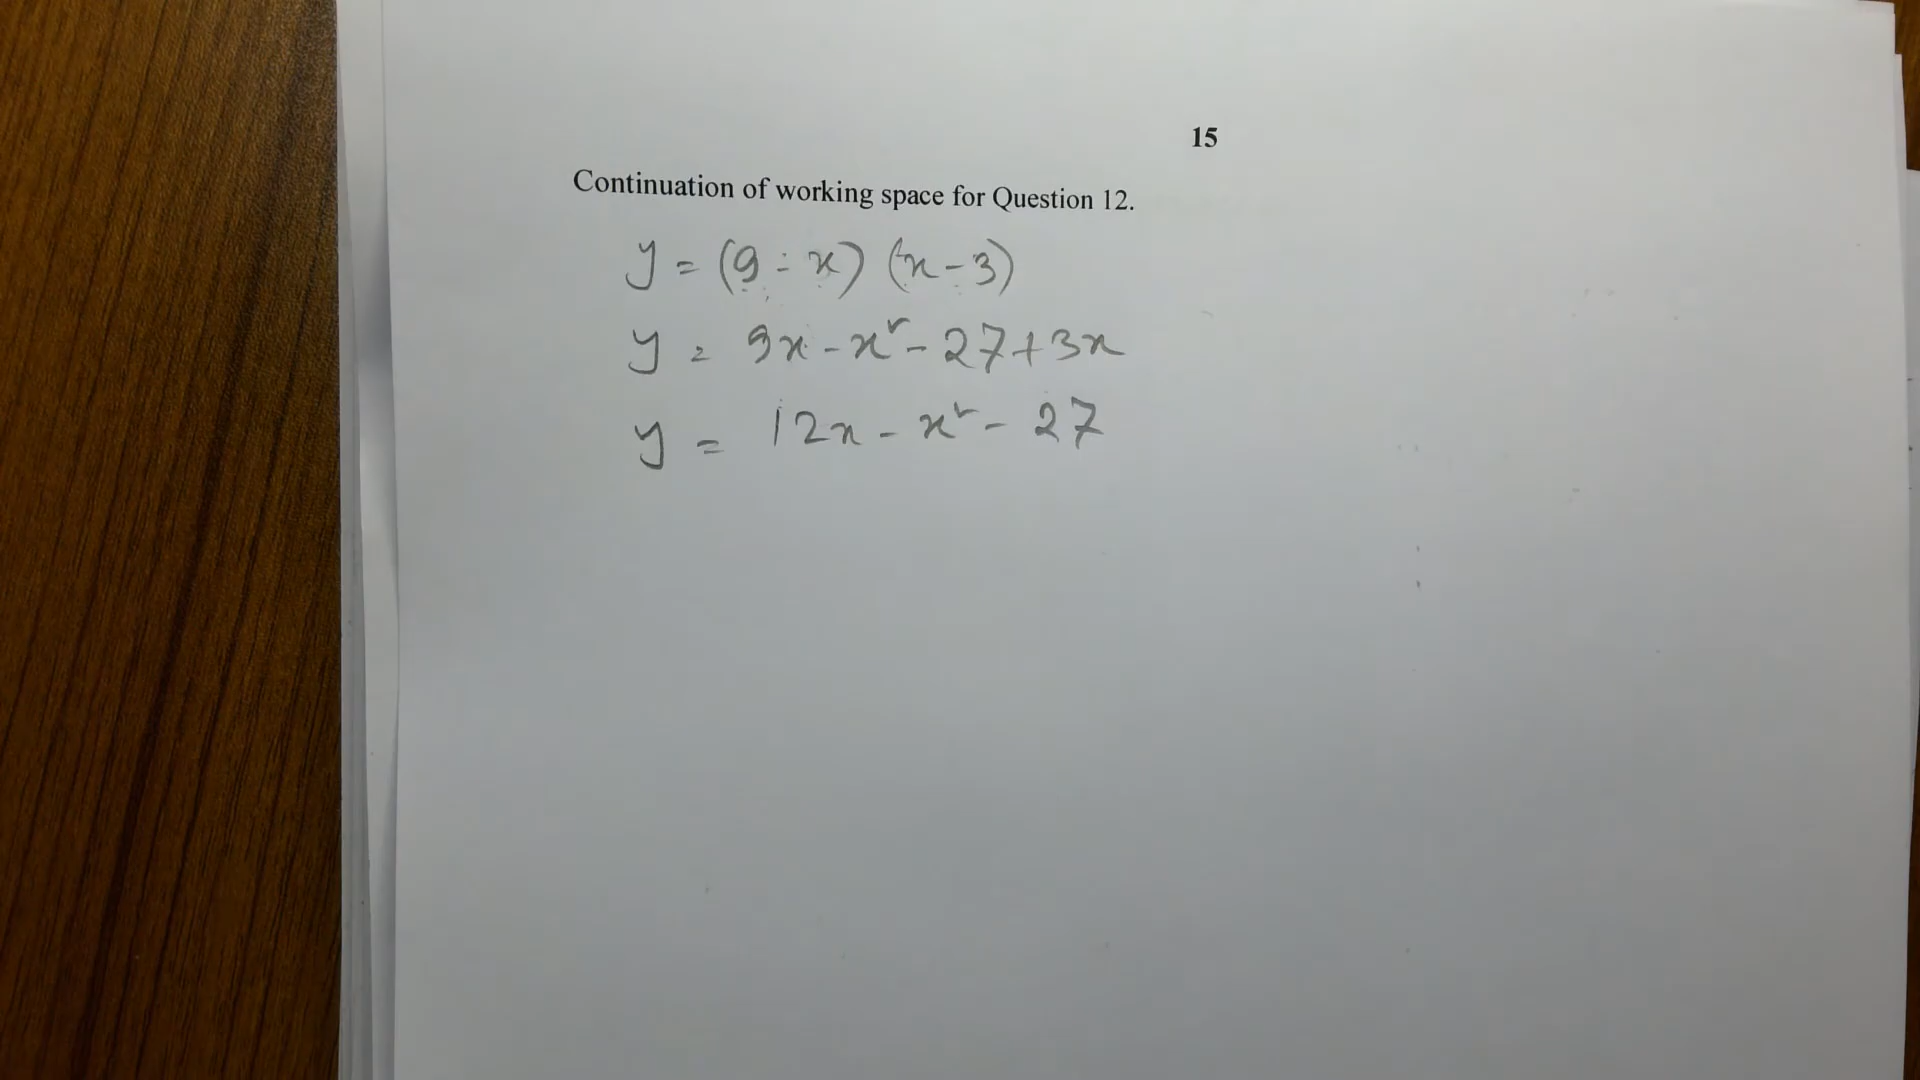 15
Continuation of working space for Question 12.
y = (9 - x) (x - 3)
y = 9x - x² - 27 + 3x
y = 12x - x² - 27